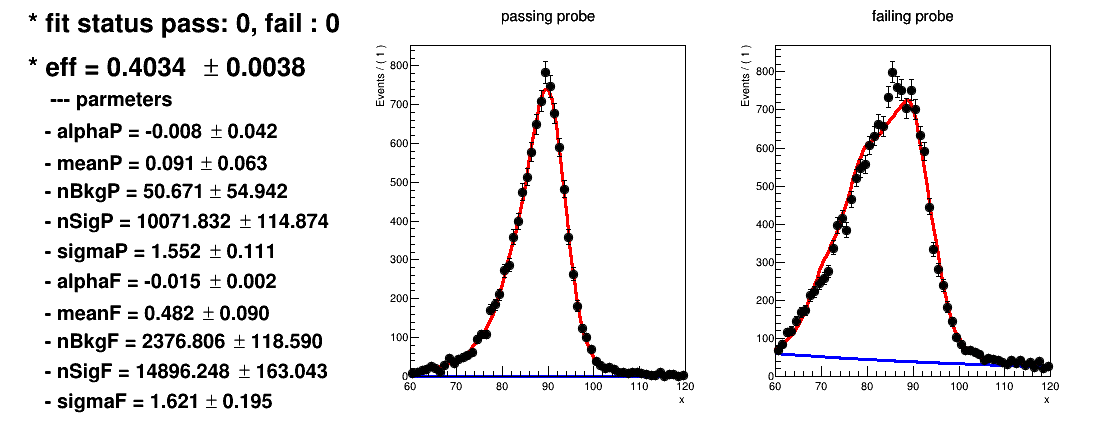 * fit status pass: 0, fail : 0
* eff = 0.4034 ± 0.0038
--- parmeters
- alphaP = -0.008 ± 0.042
- meanP = 0.091 ± 0.063
- nBkgP = 50.671 ± 54.942
- nSigP = 10071.832 ± 114.874
- sigmaP = 1.552 ± 0.111
- alphaF = -0.015 ± 0.002
- meanF = 0.482 ± 0.090
- nBkgF = 2376.806 ± 118.590
- nSigF = 14896.248 ± 163.043
- sigmaF = 1.621 ± 0.195
passing probe
Events / ( 1 )
800
700
600
500
400
300
200
100
0
60 70 80 90 100 110 120
x
failing probe
Events / ( 1 )
800
700
600
500
400
300
200
100
0
60 70 80 90 100 110 120
x